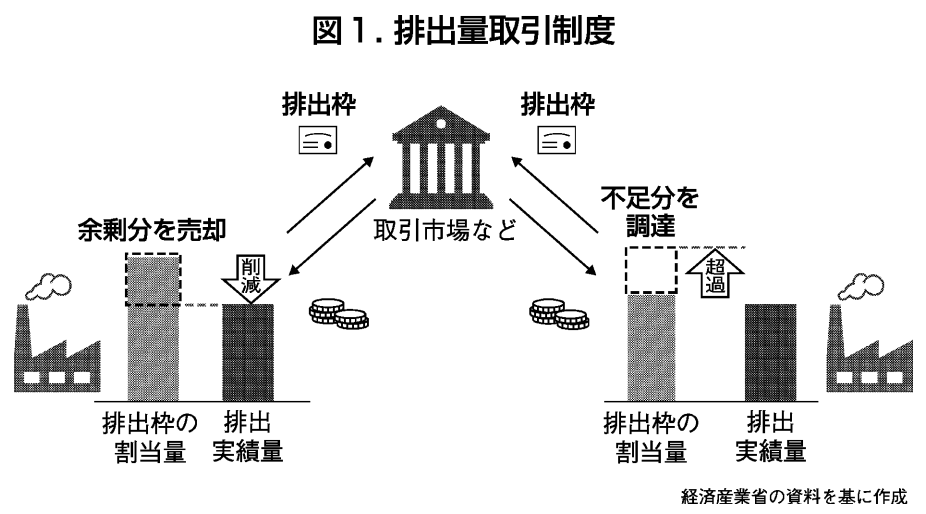 図1．排出量取引制度
排出枠
排出枠
取引市場など
余剰分を売却
削減
不足分を
調達
超過
排出枠の
割当量
排出
実績量
排出枠の
割当量
排出
実績量
経済産業省の資料を基に作成